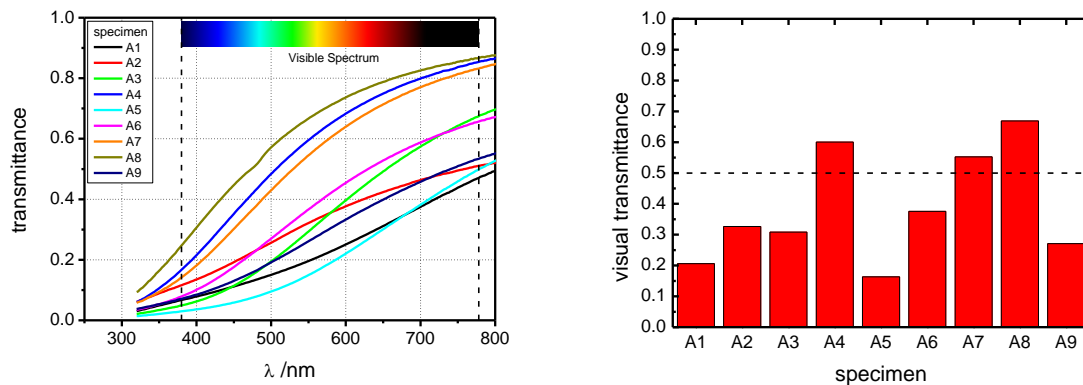 specimen
A1
A2
A3
A4
A5
A6
A7
A8
A9
Visible Spectrum
transmittance
1.0
0.8
0.6
0.4
0.2
0.0
300 400 500 600 700 800
λ /nm
visual transmittance
1.0
0.9
0.8
0.7
0.6
0.5
0.4
0.3
0.2
0.1
0.0
A1 A2 A3 A4 A5 A6 A7 A8 A9
specimen